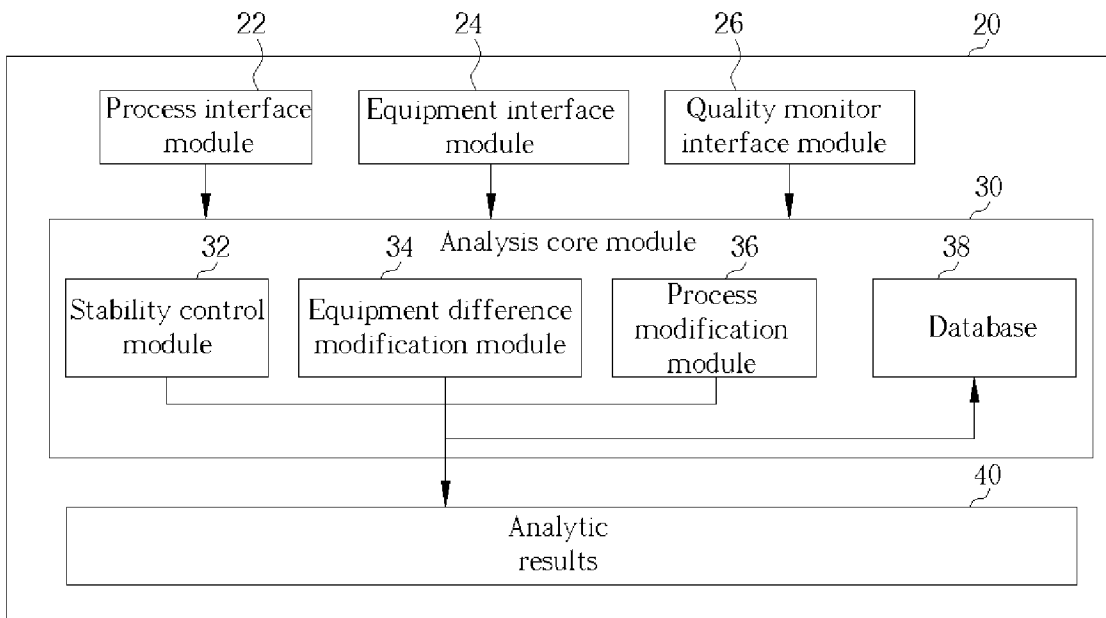 22
24
26
20
Process interface
module
Equipment interface
module
Quality monitor
interface module
30
Analysis core module
32
34
36
38
Stability control
module
Equipment difference
modification module
Process
modification
module
Database
40
Analytic
results